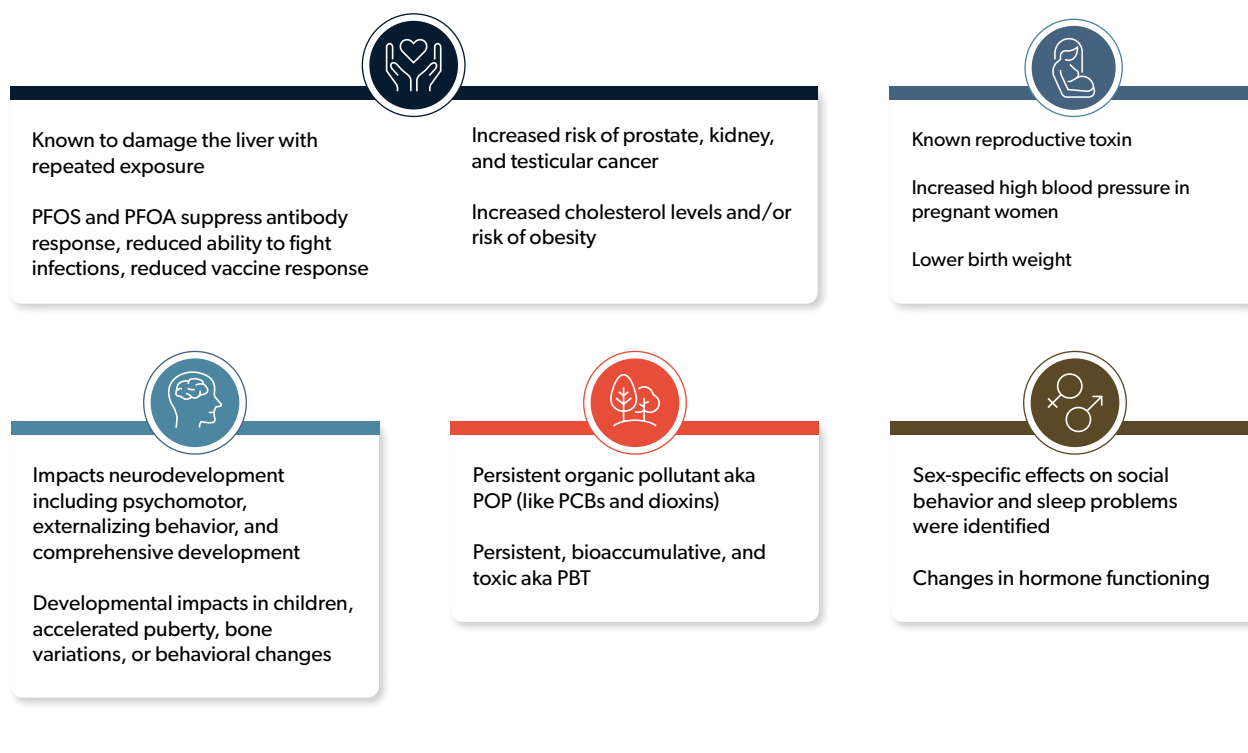 Known to damage the liver with
repeated exposure
PFOS and PFOA suppress antibody
response, reduced ability to fight
infections, reduced vaccine response
Increased risk of prostate, kidney,
and testicular cancer
Increased cholesterol levels and/or
risk of obesity
Known reproductive toxin
Increased high blood pressure in
pregnant women
Lower birth weight
Impacts neurodevelopment
including psychomotor,
externalizing behavior, and
comprehensive development
Developmental impacts in children,
accelerated puberty, bone
variations, or behavioral changes
Persistent organic pollutant aka
POP (like PCBs and dioxins)
Persistent, bioaccumulative, and
toxic aka PBT
Sex-specific effects on social
behavior and sleep problems
were identified
Changes in hormone functioning